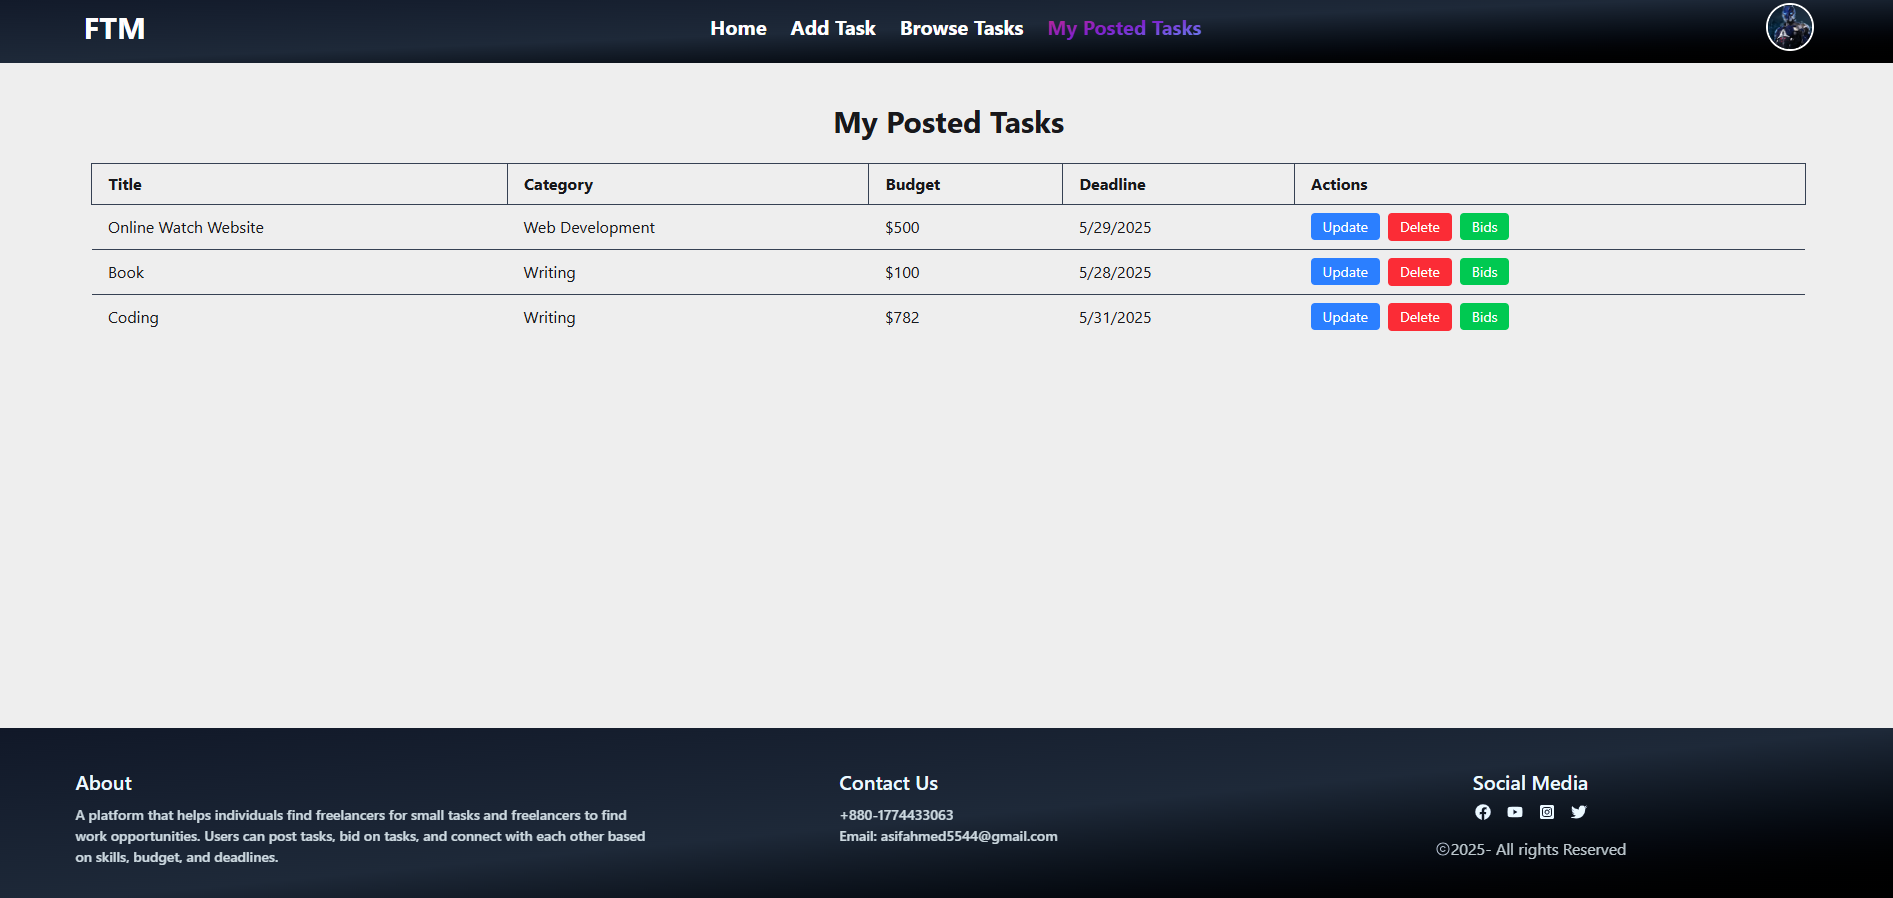 FTM
Home Add Task Browse Tasks My Posted Tasks
My Posted Tasks
Title Category Budget Deadline Actions
Online Watch Website Web Development $500 5/29/2025 Update Delete Bids
Book Writing $100 5/28/2025 Update Delete Bids
Coding Writing $782 5/31/2025 Update Delete Bids
About
A platform that helps individuals find freelancers for small tasks and freelancers to find
work opportunities. Users can post tasks, bid on tasks, and connect with each other based
on skills, budget, and deadlines.
Contact Us
+880-1774433063
Email: asifahmed5544@gmail.com
Social Media
©2025- All rights Reserved